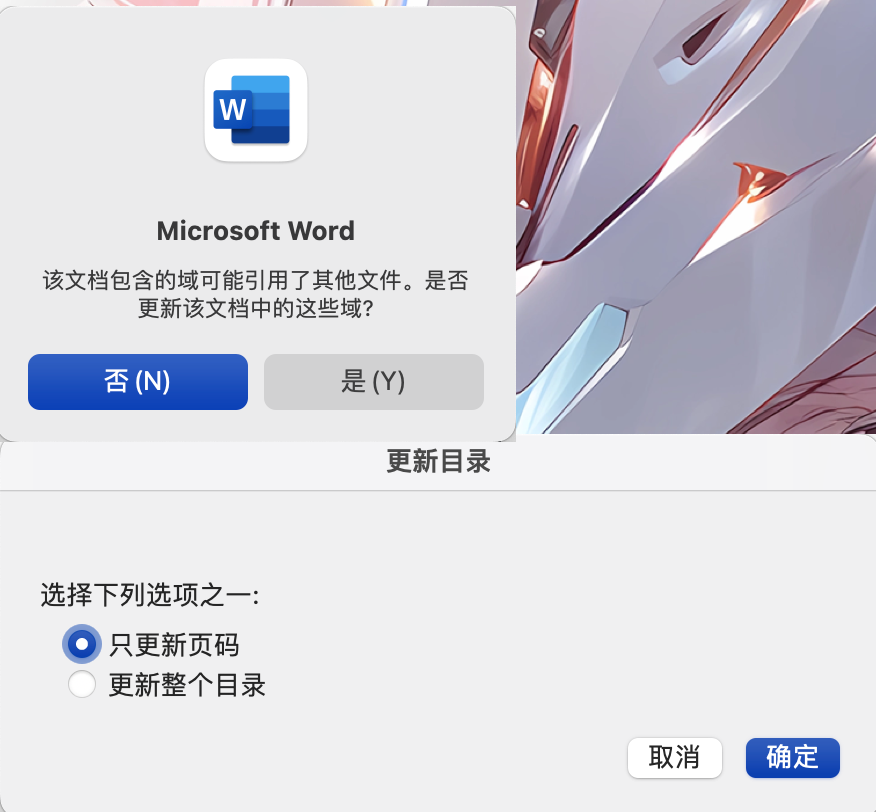 W
Microsoft Word
该文档包含的域可能引用了其他文件。是否
更新该文档中的这些域?
否(N)
是(Y)
更新目录
选择下列选项之一:
只更新页码
更新整个目录
取消
确定